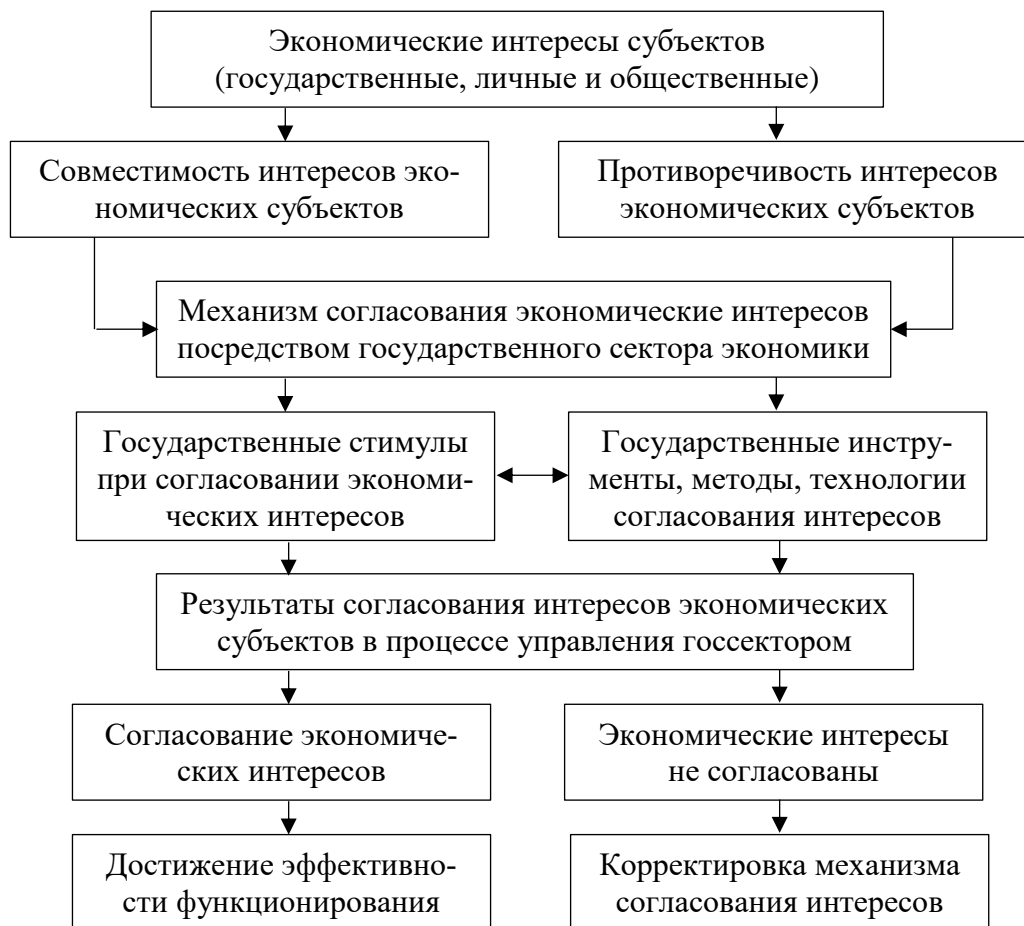 Экономические интересы субъектов
(государственные, личные и общественные)
Совместимость интересов эко-
номических субъектов
Противоречивость интересов
экономических субъектов
Механизм согласования экономические интересов
посредством государственного сектора экономики
Государственные стимулы
при согласовании экономи-
ческих интересов
Государственные инстру-
менты, методы, технологии
согласования интересов
Результаты согласования интересов экономических
субъектов в процессе управления госсектором
Согласование экономиче-
ских интересов
Экономические интересы
не согласованы
Достижение эффективно-
сти функционирования
Корректировка механизма
согласования интересов